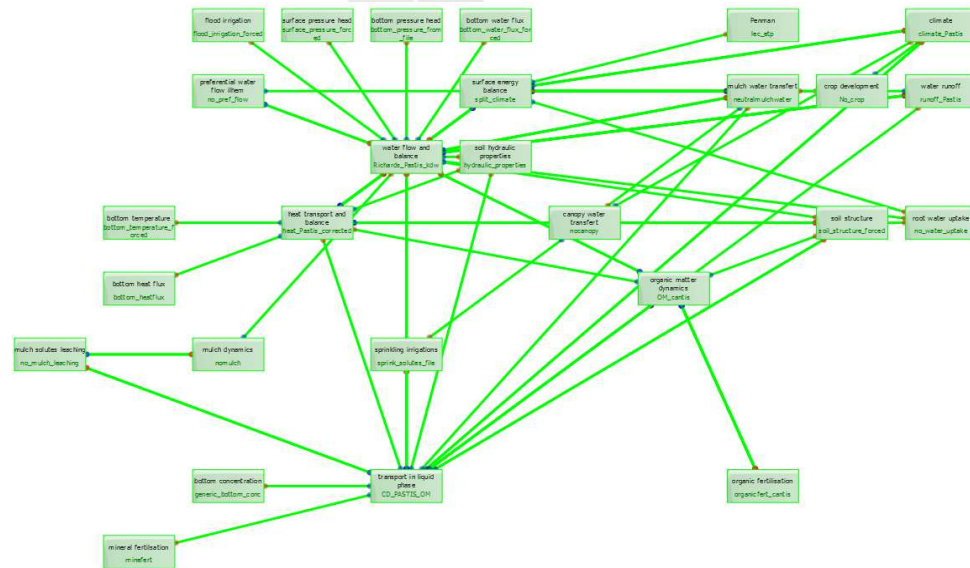 flood irrigation
flood_irrigation_forced
surface pressure head
surface_pressure_forc
ed
bottom pressure head
bottom_pressure_from
_file
bottom water flux
bottom_water_flux_for
ced
Penman
lec_etp
climate
climate_Pastis
preferential water
flow ilhem
no_pref_flow
surface energy
balance
split_climate
mulch water transfert
neutralmulchwater
crop development
No_crop
water runoff
runoff_Pastis
water flow and
balance
Richards_Pastis_kdw
soil hydraulic
properties
hydraulic_properties
bottom temperature
bottom_temperature_f
orced
heat transport and
balance
heat_Pastis_corrected
canopy water
transfert
nocanopy
soil structure
soil_structure_forced
root water uptake
no_water_uptake
bottom heat flux
bottom_heatflux
organic matter
dynamics
OM_cantis
mulch solutes leaching
no_mulch_leaching
mulch dynamics
nomulch
sprinkling irrigations
sprink_solutes_file
bottom concentration
generic_bottom_conc
transport in liquid
phase
CD_PASTIS_OM
organic fertilisation
organicfert_cantis
mineral fertilisation
minefert